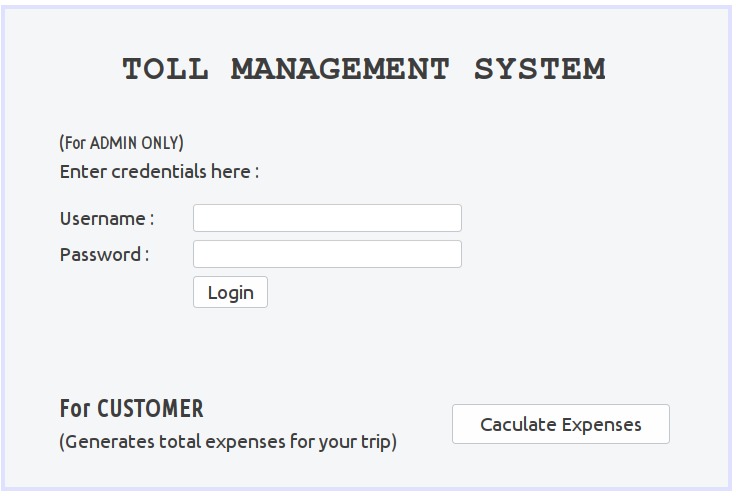 TOLL MANAGEMENT SYSTEM
(For ADMIN ONLY)
Enter credentials here :
Username :
Password :
Login
For CUSTOMER
(Generates total expenses for your trip)
Caculate Expenses